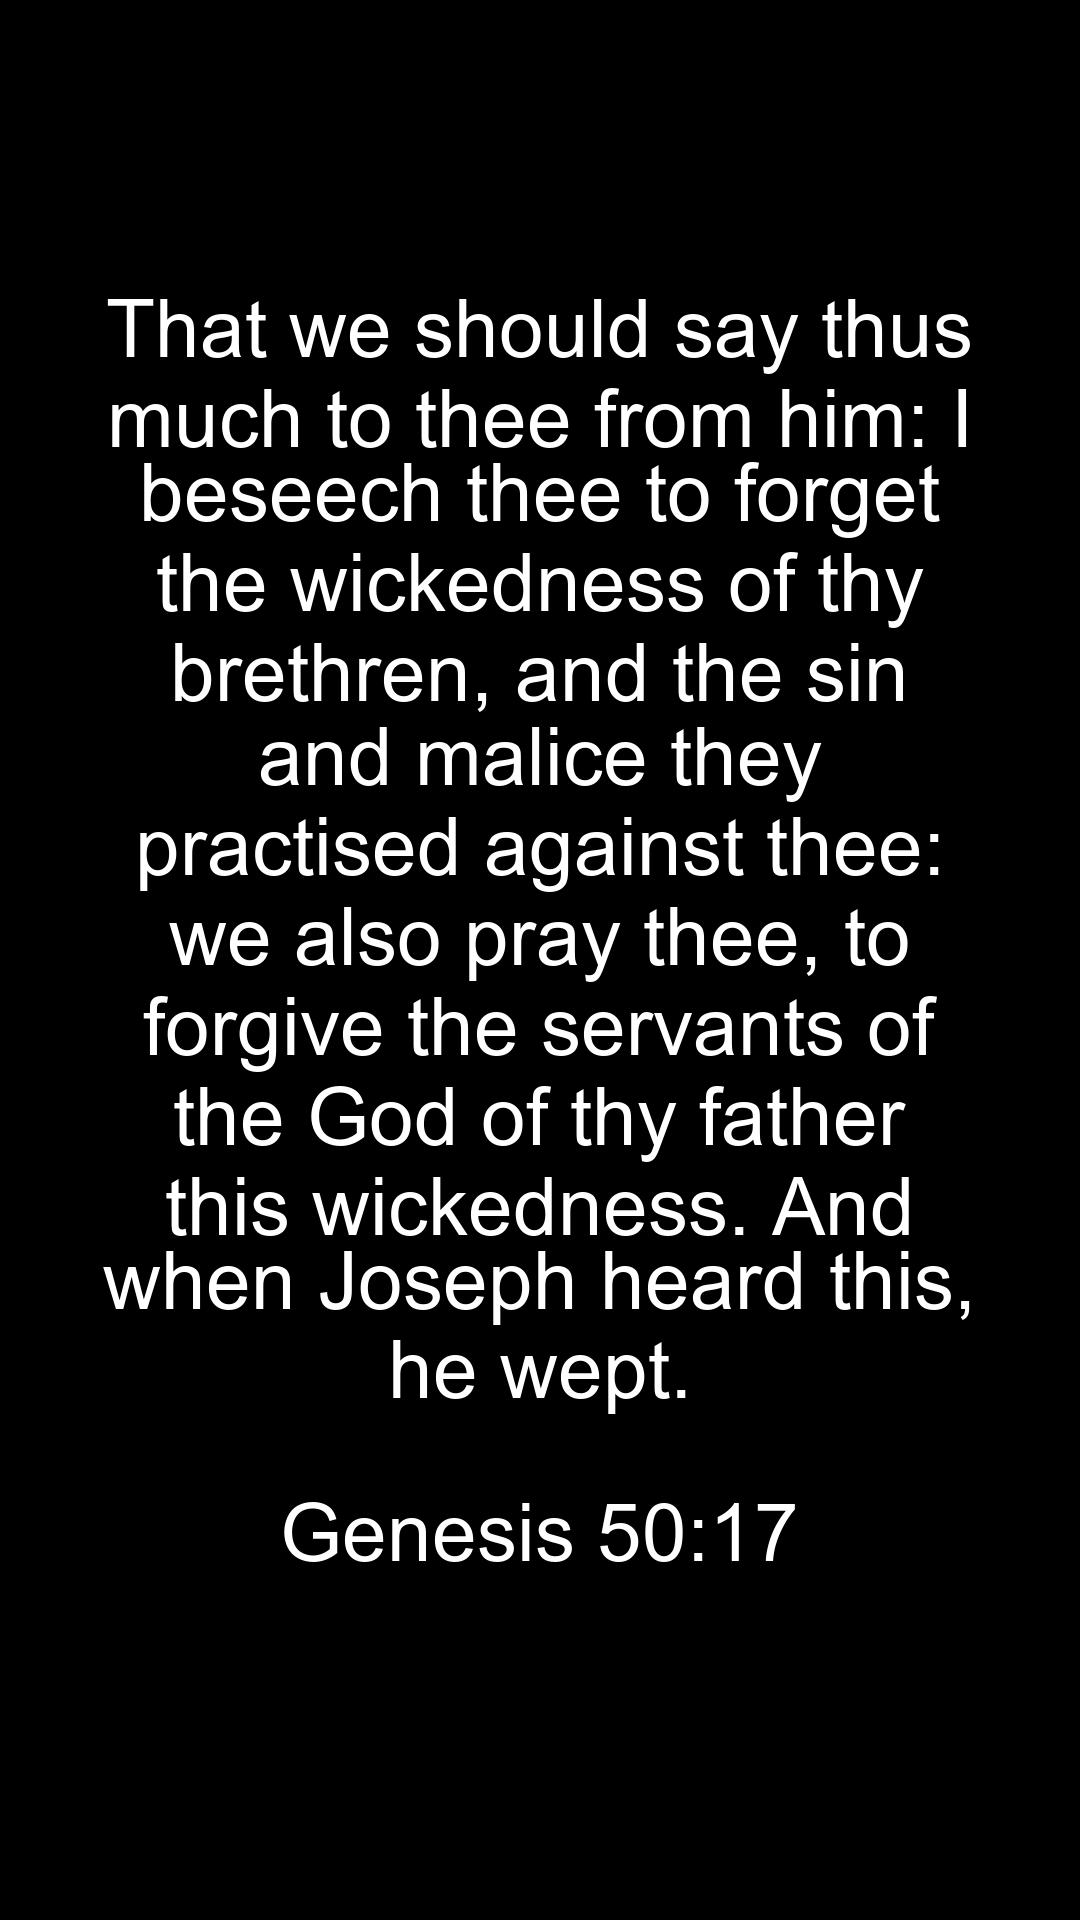 That we should say thus
much to thee from him: I
beseech thee to forget
the wickedness of thy
brethren, and the sin
and malice they
practised against thee:
we also pray thee, to
forgive the servants of
the God of thy father
this wickedness. And
when Joseph heard this,
he wept.
Genesis 50:17